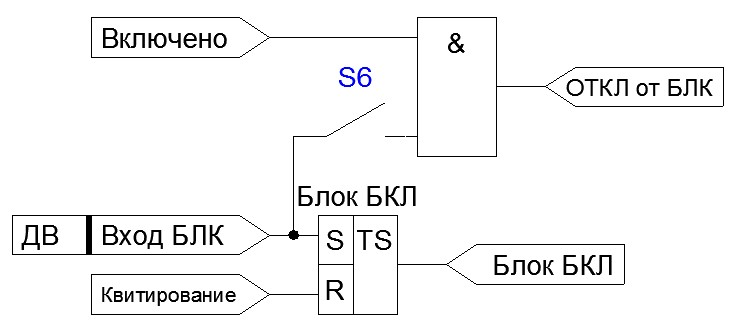 Включено
&
S6
ОТКЛ от БЛК
Блок БКЛ
ДВ Вход БЛК
S TS
Блок БКЛ
Квитирование
R